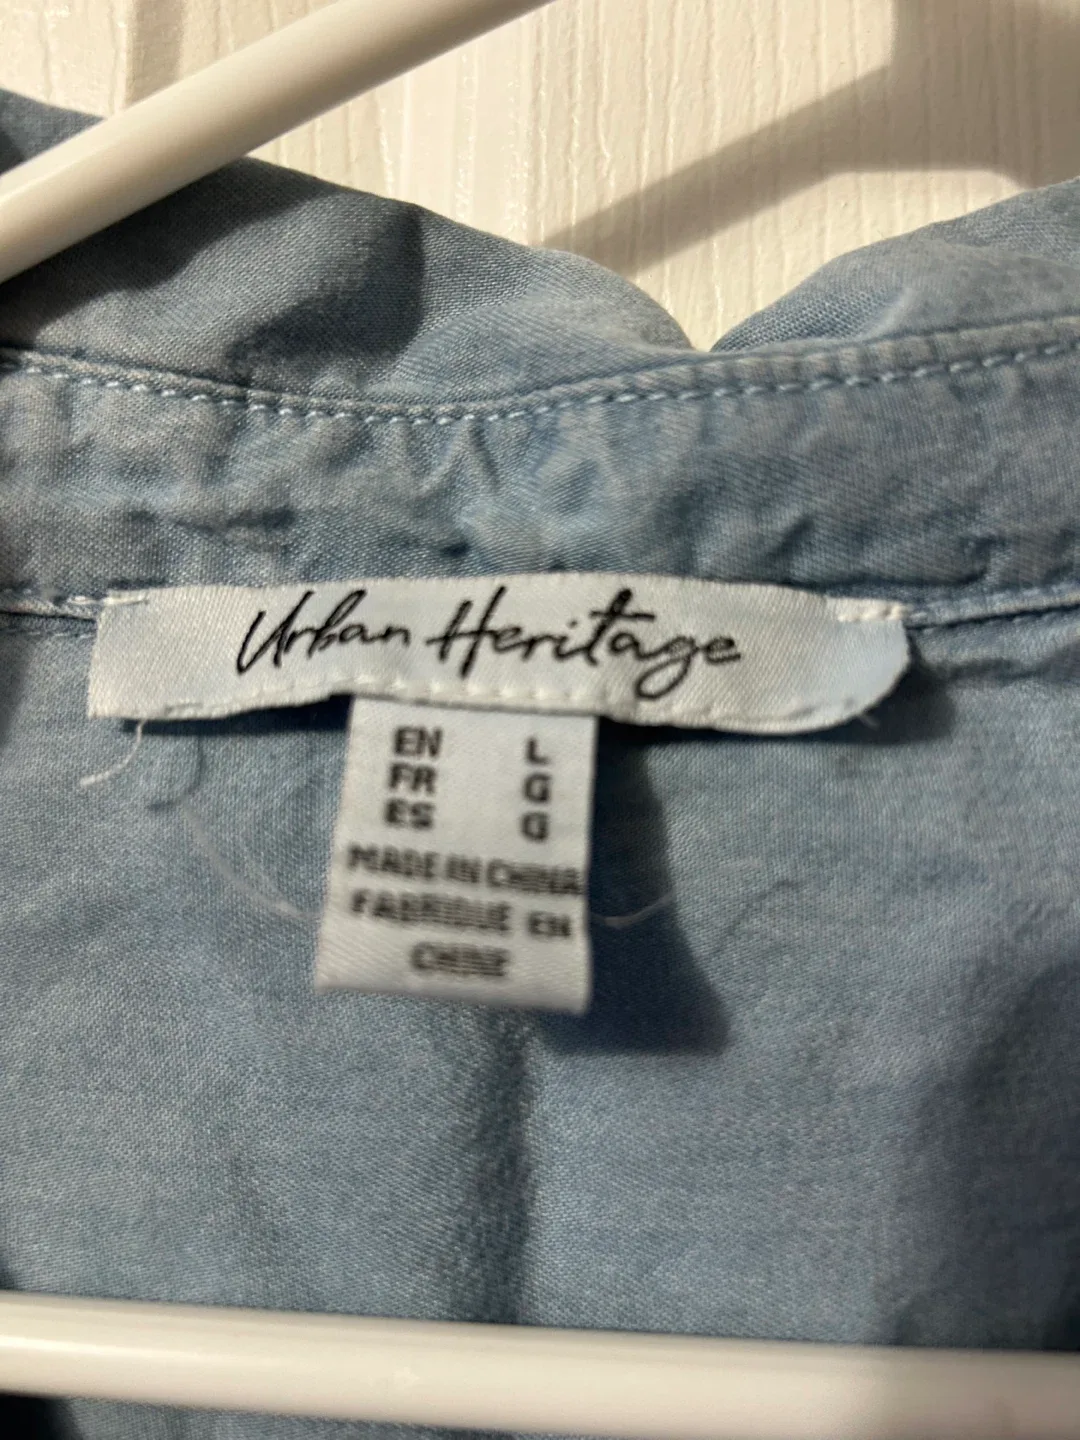 Urban Heritage
EN L
FR G
ES G
MADE IN CHINA
FABRIQUE EN
CHINE